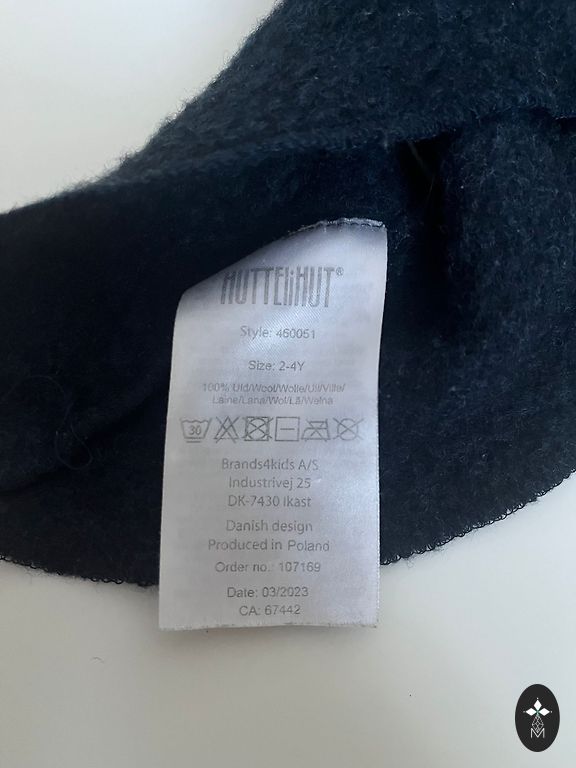 HUTTELiHUT®
Style: 460051
Size: 2-4Y
100% Uld/Wool/Wolle/Ull/Villa/
Laine/Lana/Wol/Lã/Wełna
30
Brands4kids A/S
Industrivej 25
DK-7430 Ikast
Danish design
Produced in Poland
Order no.: 107169
Date: 03/2023
CA: 67442
M